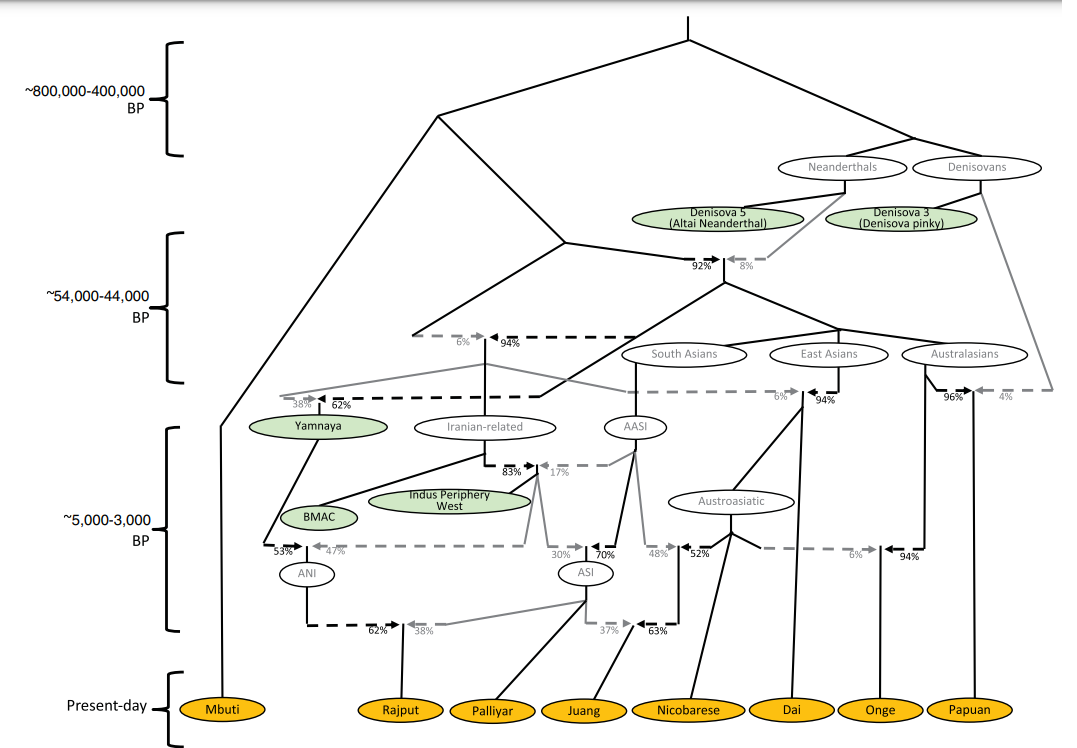 ~800,000-400,000
BP
Neanderthals
Denisovans
Denisova 5
(Altai Neanderthal)
Denisova 3
(Denisova pinky)
~54,000-44,000
BP
92%
8%
6%
94%
South Asians
East Asians
Australasians
38%
62%
6%
94%
96%
4%
Yamnaya
Iranian-related
AASI
~5,000-3,000
BP
83%
17%
BMAC
Indus Periphery
West
Austroasiatic
53%
47%
30%
70%
48%
52%
6%
94%
ANI
ASI
62%
38%
37%
63%
Present-day
Mbuti
Rajput
Palliyar
Juang
Nicobarese
Dai
Onge
Papuan